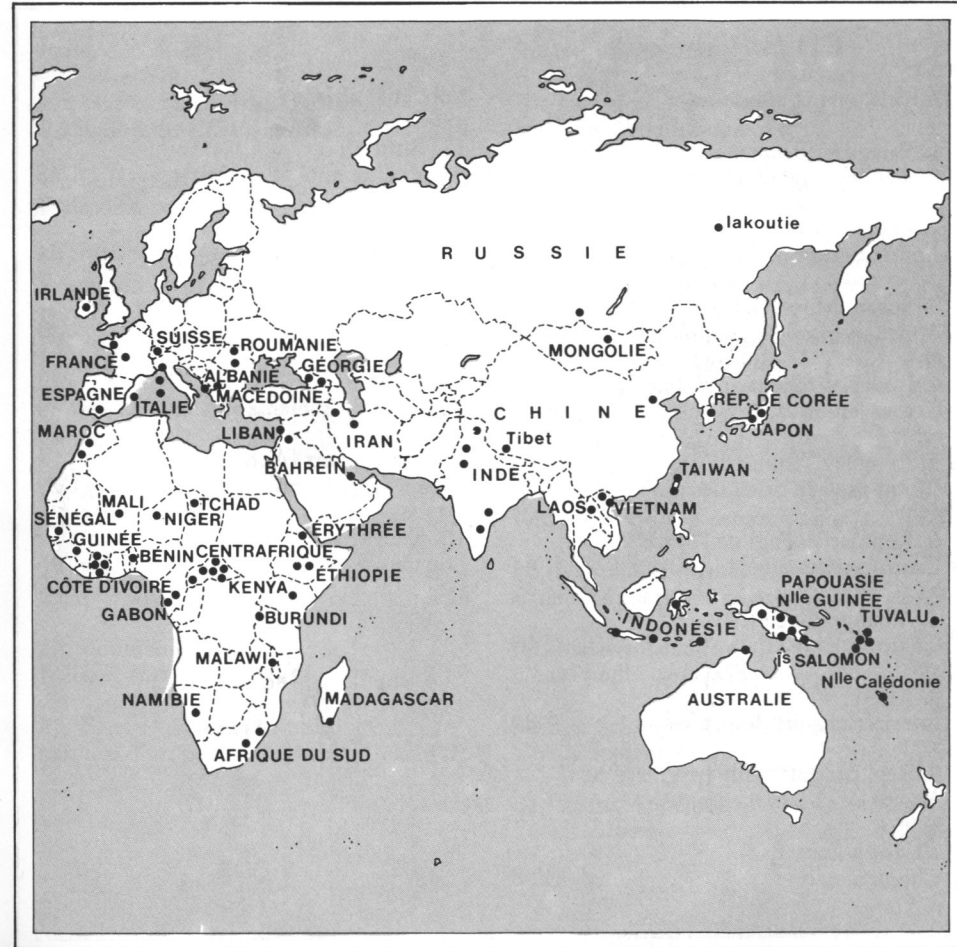 Iakoutie
RUSSIE
IRLANDE
SUISSE
ROUMANIE
MONGOLIE
FRANCE
GÉORGIE
ALBANIE
ESPAGNE
MACÉDOINE
ITALIE
CHINE
RÉP. DE CORÉE
JAPON
MAROC
LIBAN
IRAN
Tibet
BAHREIN
INDE
TAIWAN
MALI
TCHAD
NIGER
LAOS
VIETNAM
SÉNÉGAL
ÉRYTHRÉE
GUINÉE
BÉNIN
CENTRAFRIQUE
ÉTHIOPIE
CÔTE D'IVOIRE
KENYA
PAPOUASIE
Nlle GUINÉE
GABON
BURUNDI
INDONÉSIE
TUVALU
MALAWI
Is SALOMON
Nlle Calédonie
NAMIBIE
MADAGASCAR
AUSTRALIE
AFRIQUE DU SUD